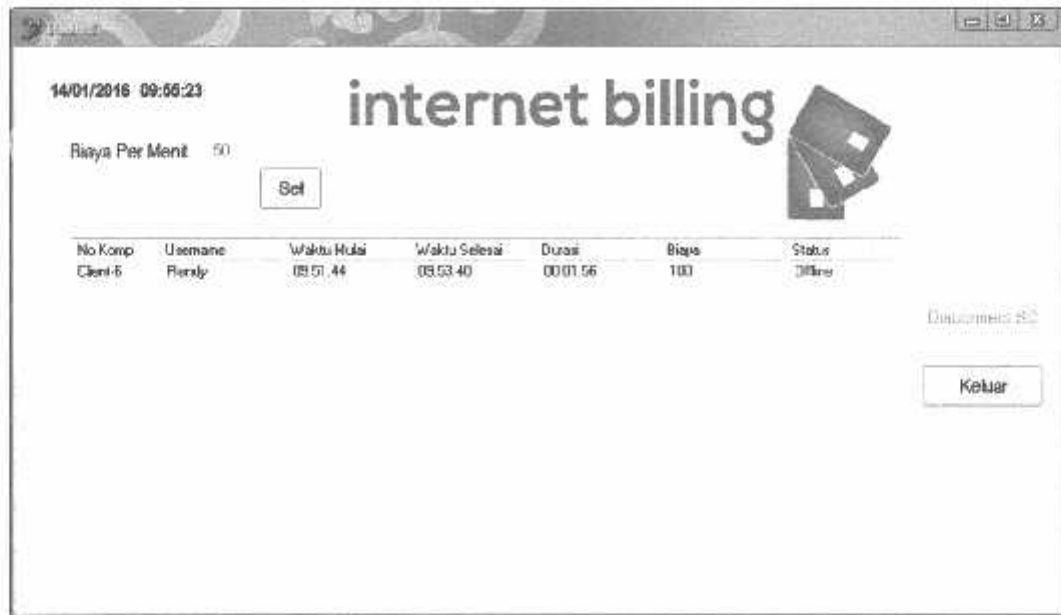 14/01/2016 09:55:23
internet billing
Biaya Per Menit 50
Set
No Komp Username Waktu Mulai Waktu Selesai Durasi Biaya Status
Client-6 Rendy 09.51.44 09.53.40 00:01:56 100 Offline
Disconnect
Keluar